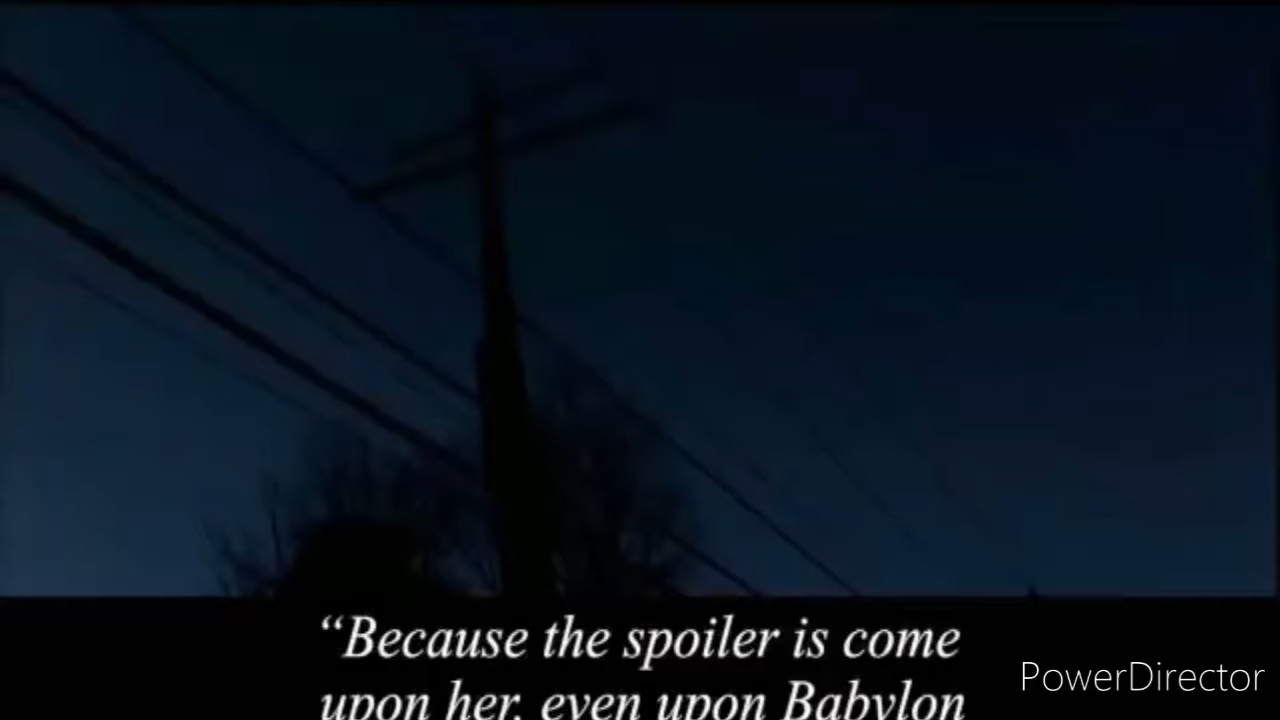 “Because the spoiler is come
upon her, even upon Babylon
PowerDirector